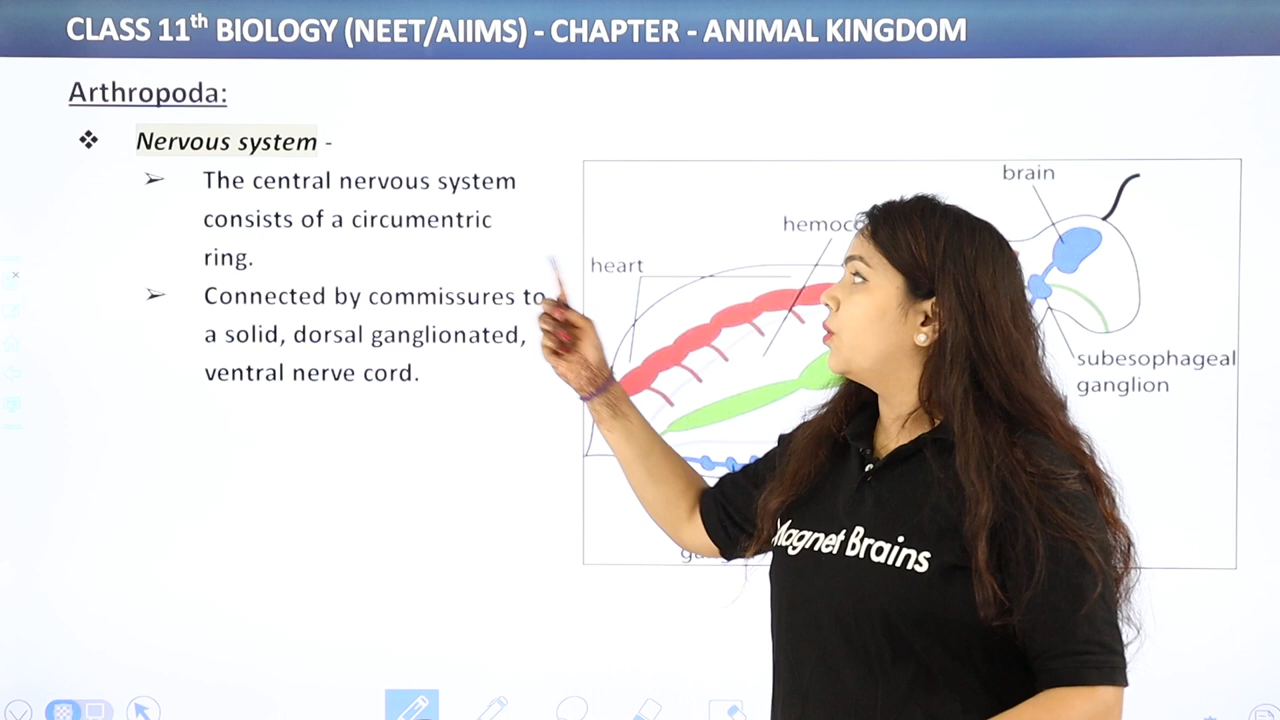 CLASS 11th BIOLOGY (NEET/AIIMS) - CHAPTER - ANIMAL KINGDOM
Arthropoda:
❖ Nervous system -
➢ The central nervous system
consists of a circumentric
ring.
➢ Connected by commissures to
a solid, dorsal ganglionated,
ventral nerve cord.
brain
heart
subesophageal
ganglion
Magnet Brains